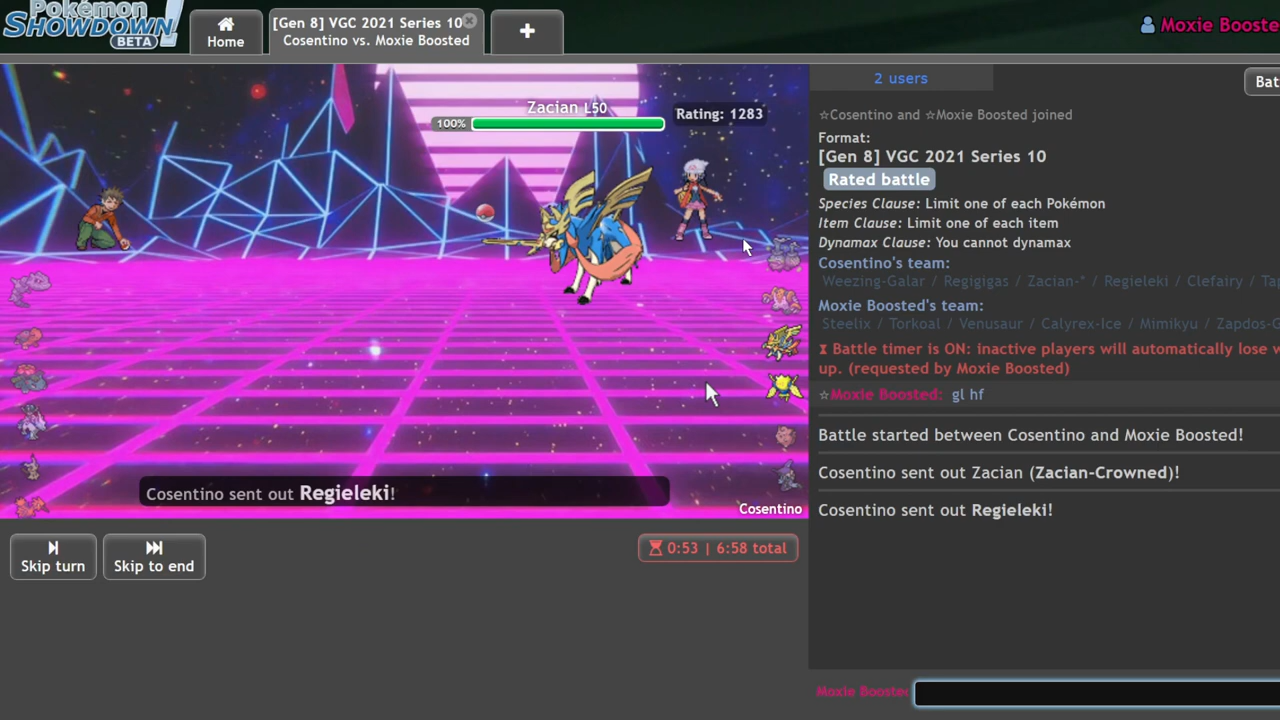 Pokémon
SHOWDOWN!
BETA
Home
[Gen 8] VGC 2021 Series 10
Cosentino vs. Moxie Boosted
Moxie Booste
Zacian L50
100%
Rating: 1283
Cosentino sent out Regieleki!
Cosentino
Skip turn
Skip to end
0:53 | 6:58 total
2 users
Bat
☆Cosentino and ☆Moxie Boosted joined
Format:
[Gen 8] VGC 2021 Series 10
Rated battle
Species Clause: Limit one of each Pokémon
Item Clause: Limit one of each item
Dynamax Clause: You cannot dynamax
Cosentino's team:
Weezing-Galar / Regigigas / Zacian-* / Regieleki / Clefairy / Tap
Moxie Boosted's team:
Steelix / Torkoal / Venusaur / Calyrex-Ice / Mimikyu / Zapdos-G
Battle timer is ON: inactive players will automatically lose w
up. (requested by Moxie Boosted)
☆Moxie Boosted: gl hf
Battle started between Cosentino and Moxie Boosted!
Cosentino sent out Zacian (Zacian-Crowned)!
Cosentino sent out Regieleki!
Moxie Booste